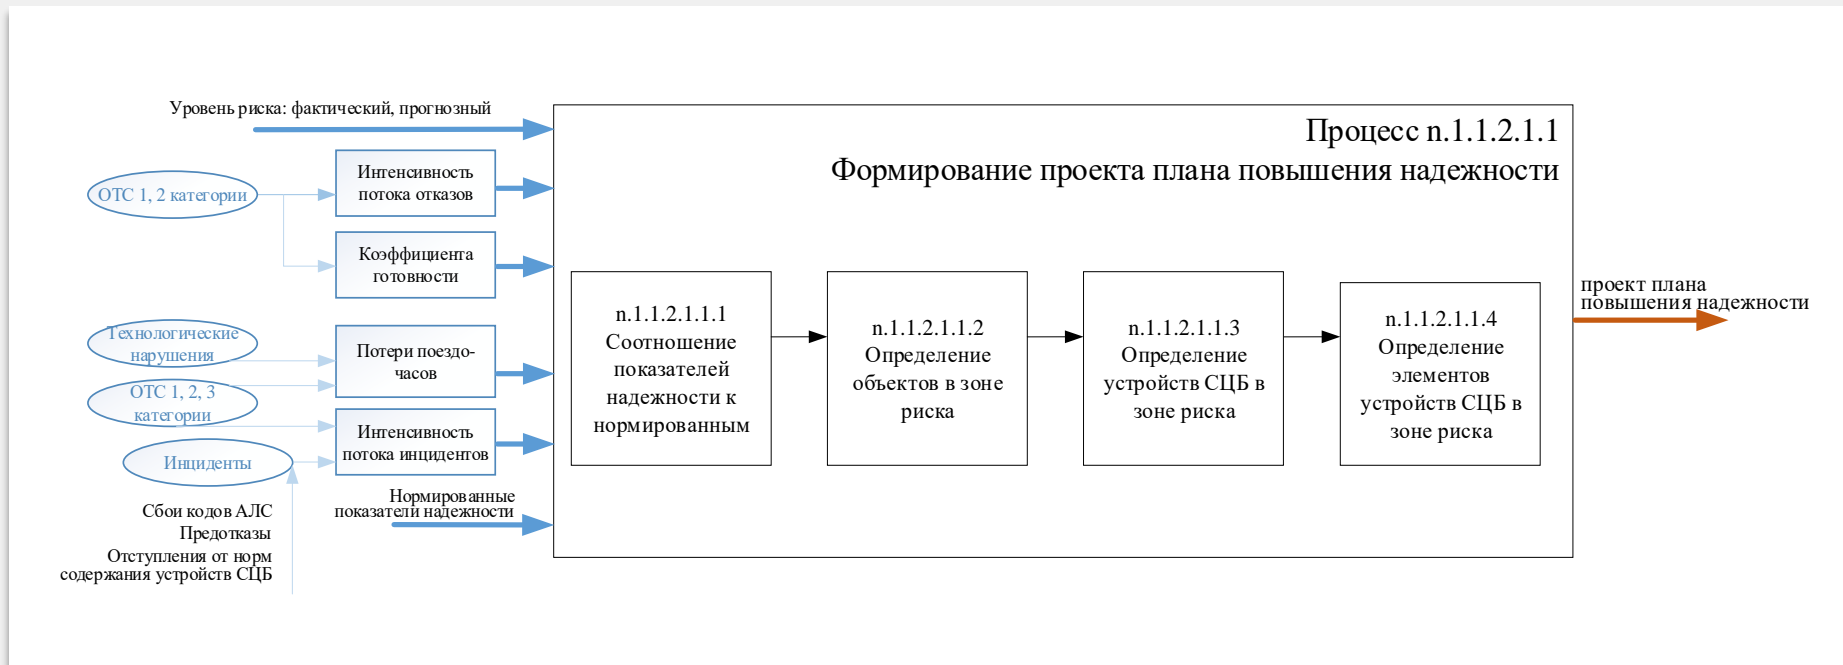 Уровень риска: фактический, прогнозный
Процесс n.1.1.2.1.1
Формирование проекта плана повышения надежности
ОТС 1, 2 категории
Интенсивность
потока отказов
Коэффициента
готовности
Технологические
нарушения
Потери поездо-
часов
ОТС 1, 2, 3
категории
Интенсивность
потока инцидентов
Инциденты
Сбои кодов АЛС
Предотказы
Отступления от норм
содержания устройств СЦБ
Нормированные
показатели надежности
n.1.1.2.1.1.1
Соотношение
показателей
надежности к
нормированным
n.1.1.2.1.1.2
Определение
объектов в зоне
риска
n.1.1.2.1.1.3
Определение
устройств СЦБ в
зоне риска
n.1.1.2.1.1.4
Определение
элементов
устройств СЦБ в
зоне риска
проект плана
повышения надежности